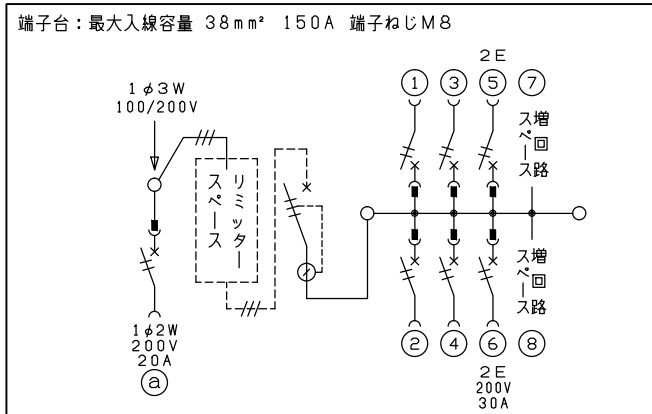 端子台：最大入線容量 38mm² 150A 端子ねじM8
1φ3W
100/200V
リミッター
スペース
1φ2W
200V
20A
ⓐ
2E
① ③ ⑤ ⑦
増回路
スペース
増回路
スペース
② ④ ⑥ ⑧
2E
200V
30A